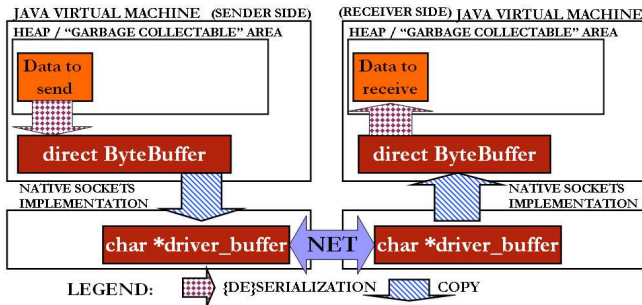 JAVA VIRTUAL MACHINE (SENDER SIDE)
HEAP / “GARBAGE COLLECTABLE” AREA
Data to
send
direct ByteBuffer
NATIVE SOCKETS
IMPLEMENTATION
char *driver_buffer
(RECEIVER SIDE) JAVA VIRTUAL MACHINE
HEAP / “GARBAGE COLLECTABLE” AREA
Data to
receive
direct ByteBuffer
NATIVE SOCKETS
IMPLEMENTATION
NET
char *driver_buffer
LEGEND: {DE}SERIALIZATION COPY